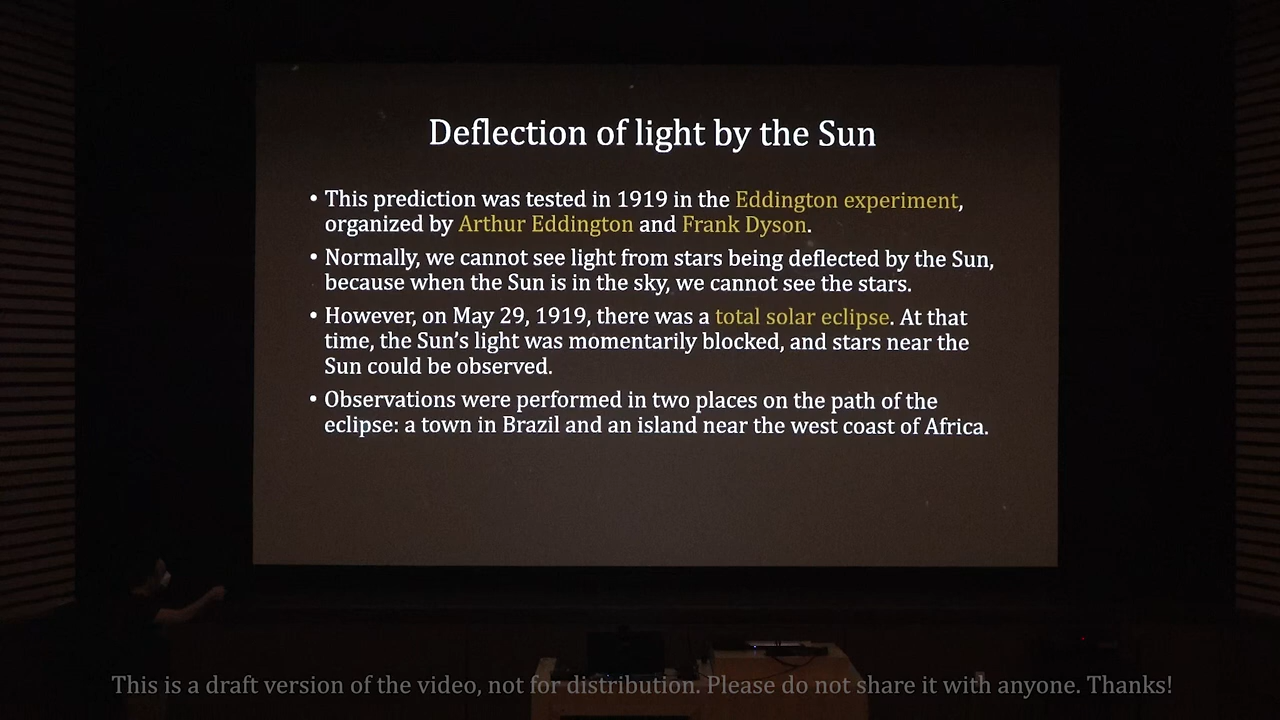 Deflection of light by the Sun
• This prediction was tested in 1919 in the Eddington experiment,
organized by Arthur Eddington and Frank Dyson.
• Normally, we cannot see light from stars being deflected by the Sun,
because when the Sun is in the sky, we cannot see the stars.
• However, on May 29, 1919, there was a total solar eclipse. At that
time, the Sun’s light was momentarily blocked, and stars near the
Sun could be observed.
• Observations were performed in two places on the path of the
eclipse: a town in Brazil and an island near the west coast of Africa.
This is a draft version of the video, not for distribution. Please do not share it with anyone. Thanks!